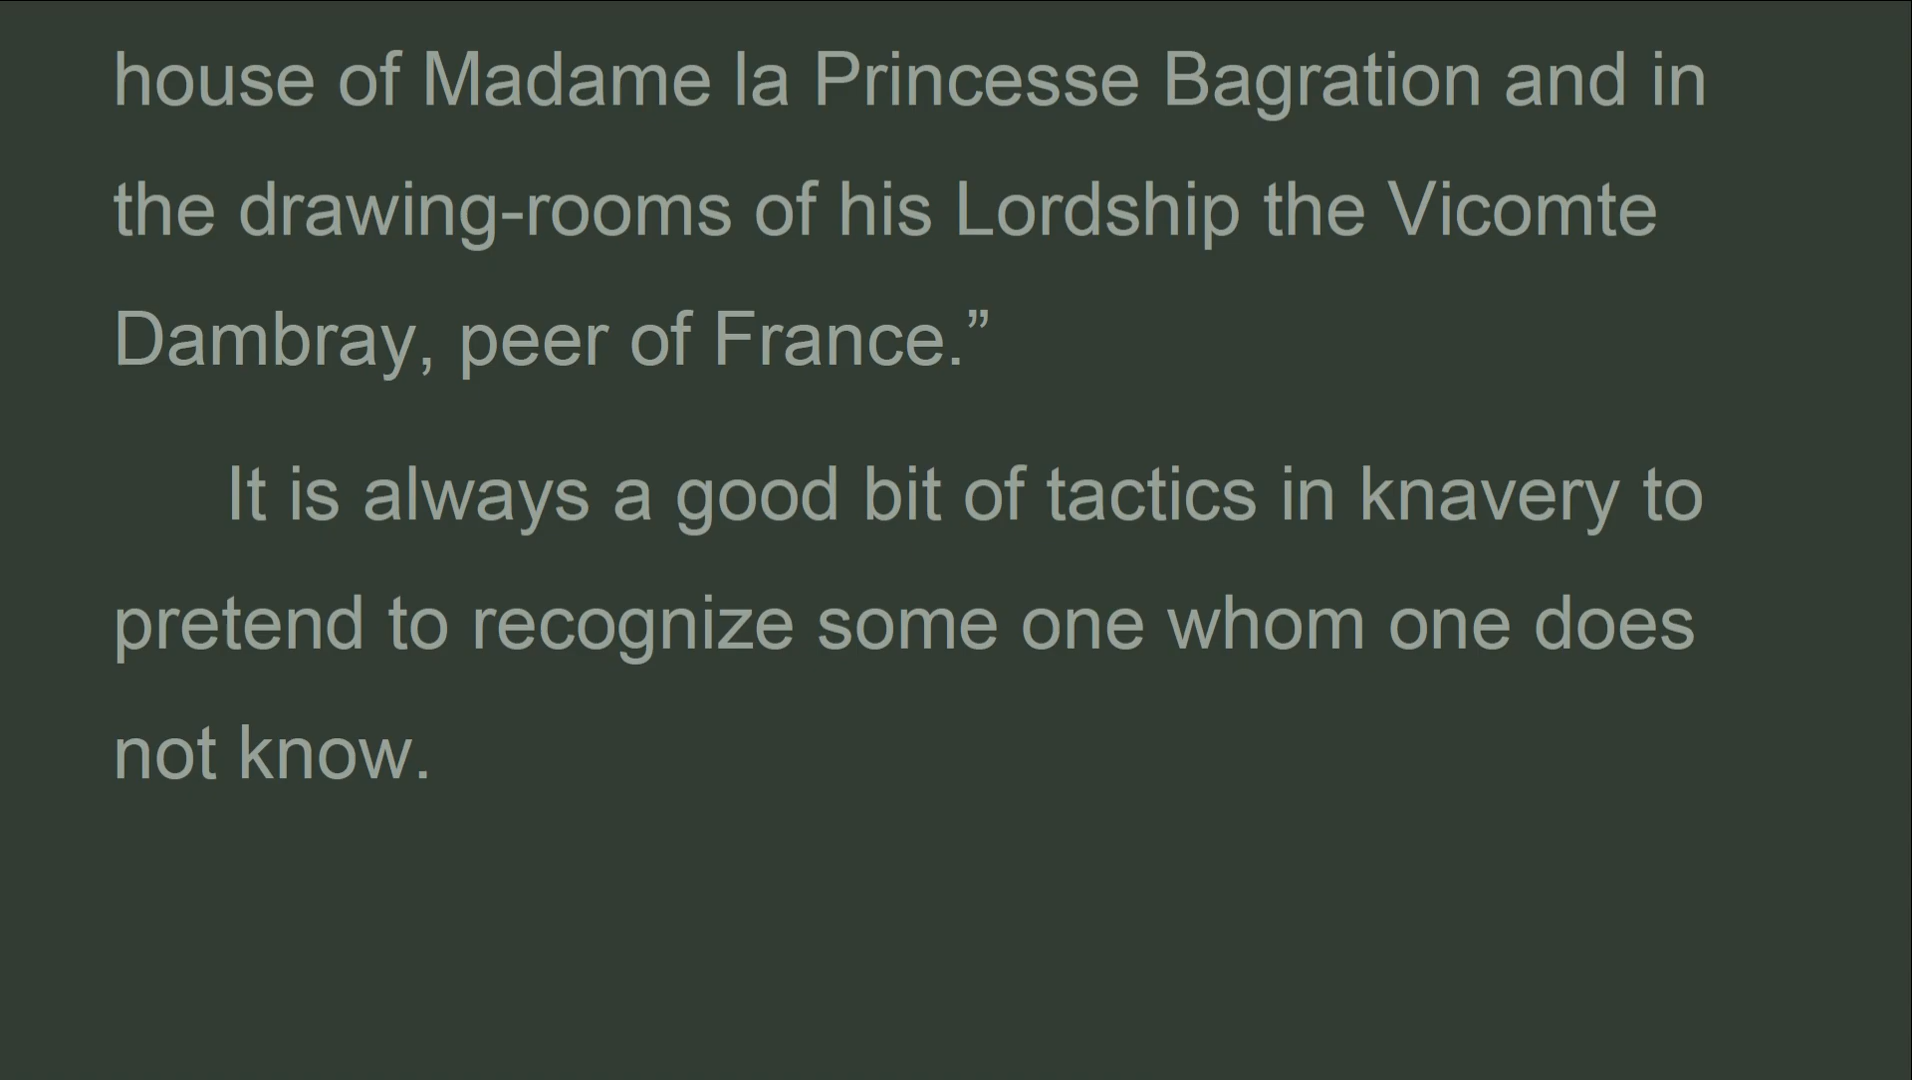 house of Madame la Princesse Bagration and in
the drawing-rooms of his Lordship the Vicomte
Dambray, peer of France.”
It is always a good bit of tactics in knavery to
pretend to recognize some one whom one does
not know.